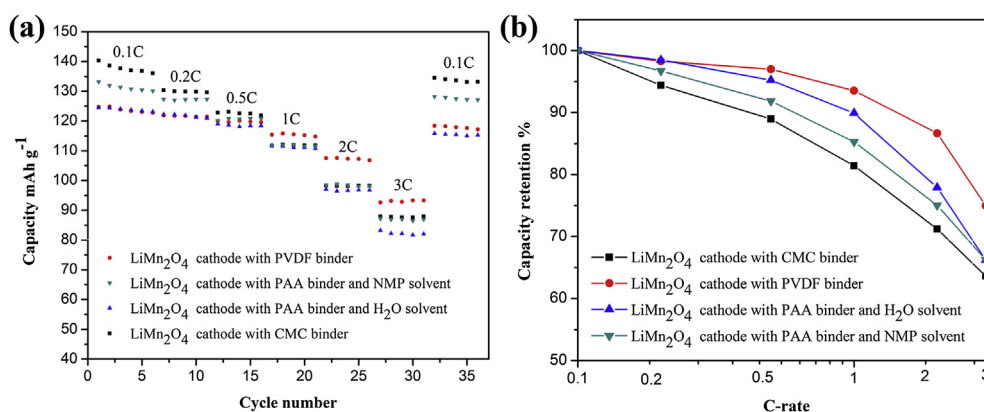 (a)
150
140
130
120
110
100
90
80
70
60
50
40
Capacity mAh g⁻¹
0.1C
0.2C
0.5C
1C
2C
3C
0.1C
LiMn₂O₄ cathode with PVDF binder
LiMn₂O₄ cathode with PAA binder and NMP solvent
LiMn₂O₄ cathode with PAA binder and H₂O solvent
LiMn₂O₄ cathode with CMC binder
0 5 10 15 20 25 30 35
Cycle number
(b)
100
90
80
70
60
50
Capacity retention %
LiMn₂O₄ cathode with CMC binder
LiMn₂O₄ cathode with PVDF binder
LiMn₂O₄ cathode with PAA binder and H₂O solvent
LiMn₂O₄ cathode with PAA binder and NMP solvent
0.1 0.2 0.5 1 2
C-rate